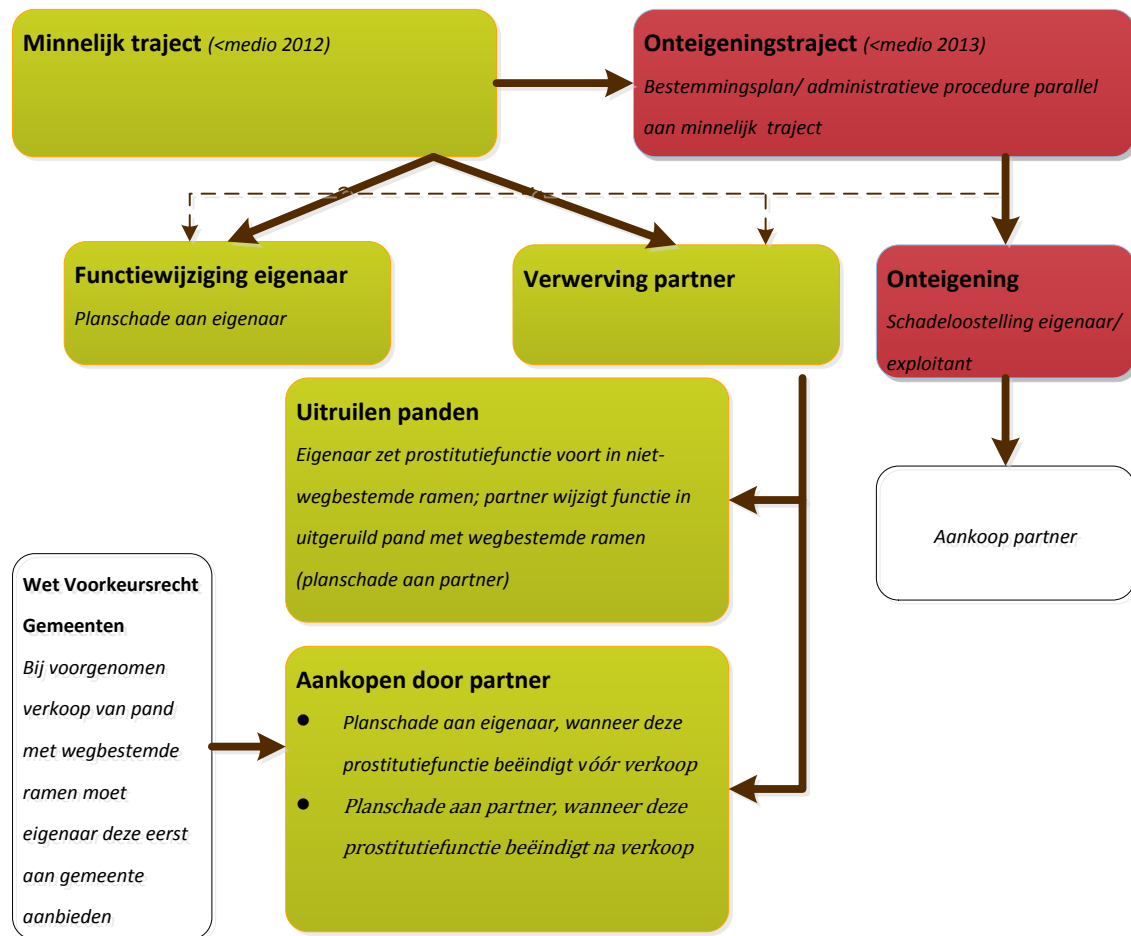 Minnelijk traject (<medio 2012)
Onteigeningstraject (<medio 2013)
Bestemmingsplan/ administratieve procedure parallel
aan minnelijk traject
Functiewijziging eigenaar
Planschade aan eigenaar
Verwerving partner
Onteigening
Schadeloostelling eigenaar/
exploitant
Uitruilen panden
Eigenaar zet prostitutiefunctie voort in niet-
wegbestemde ramen; partner wijzigt functie in
uitgeruild pand met wegbestemde ramen
(planschade aan partner)
Aankoop partner
Wet Voorkeursrecht
Gemeenten
Bij voorgenomen
verkoop van pand
met wegbestemde
ramen moet
eigenaar deze eerst
aan gemeente
aanbieden
Aankopen door partner
● Planschade aan eigenaar, wanneer deze
prostitutiefunctie beëindigt vóór verkoop
● Planschade aan partner, wanneer deze
prostitutiefunctie beëindigt na verkoop